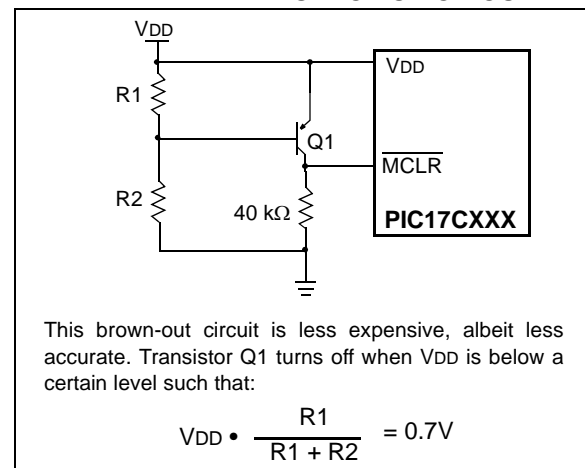 VDD
VDD
R1
Q1
MCLR
R2
40 kΩ
PIC17CXXX
This brown-out circuit is less expensive, albeit less
accurate. Transistor Q1 turns off when VDD is below a
certain level such that:
VDD • R1 / R1 + R2 = 0.7V